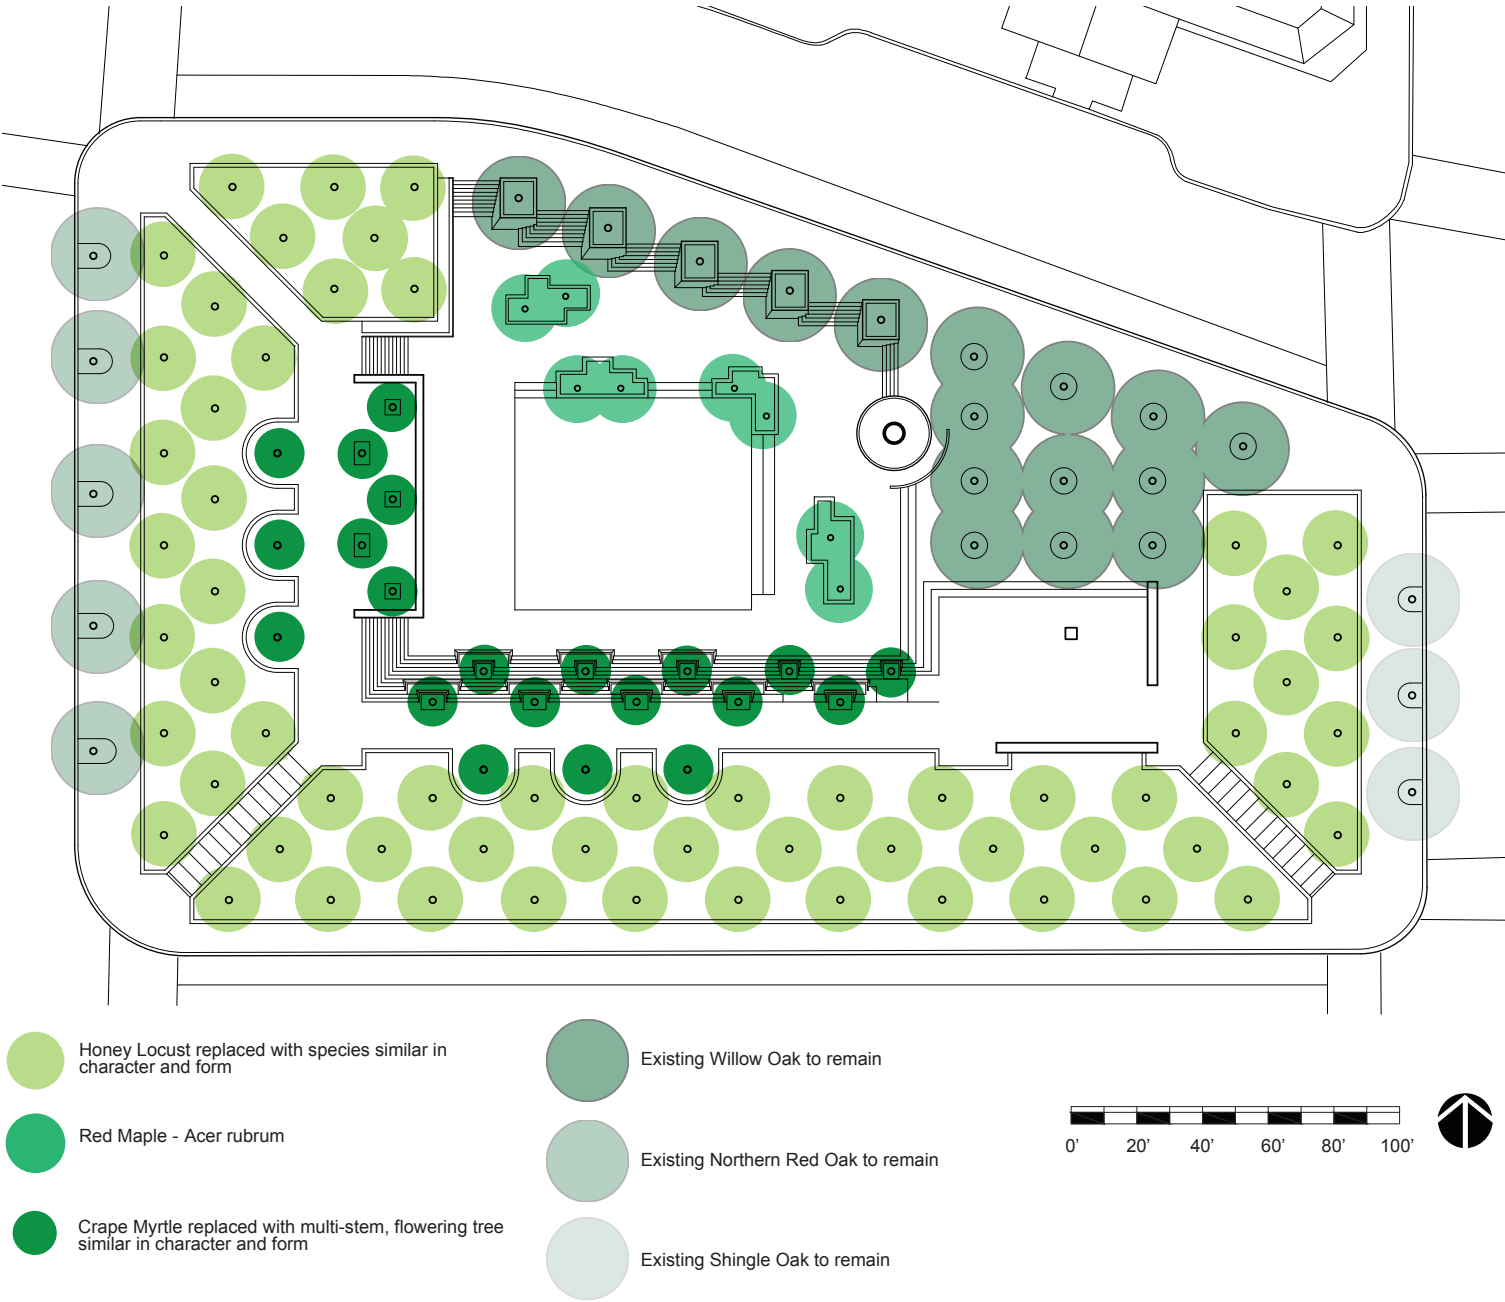 Honey Locust replaced with species similar in
character and form
Red Maple - Acer rubrum
Crape Myrtle replaced with multi-stem, flowering tree
similar in character and form
Existing Willow Oak to remain
Existing Northern Red Oak to remain
Existing Shingle Oak to remain
0' 20' 40' 60' 80' 100'